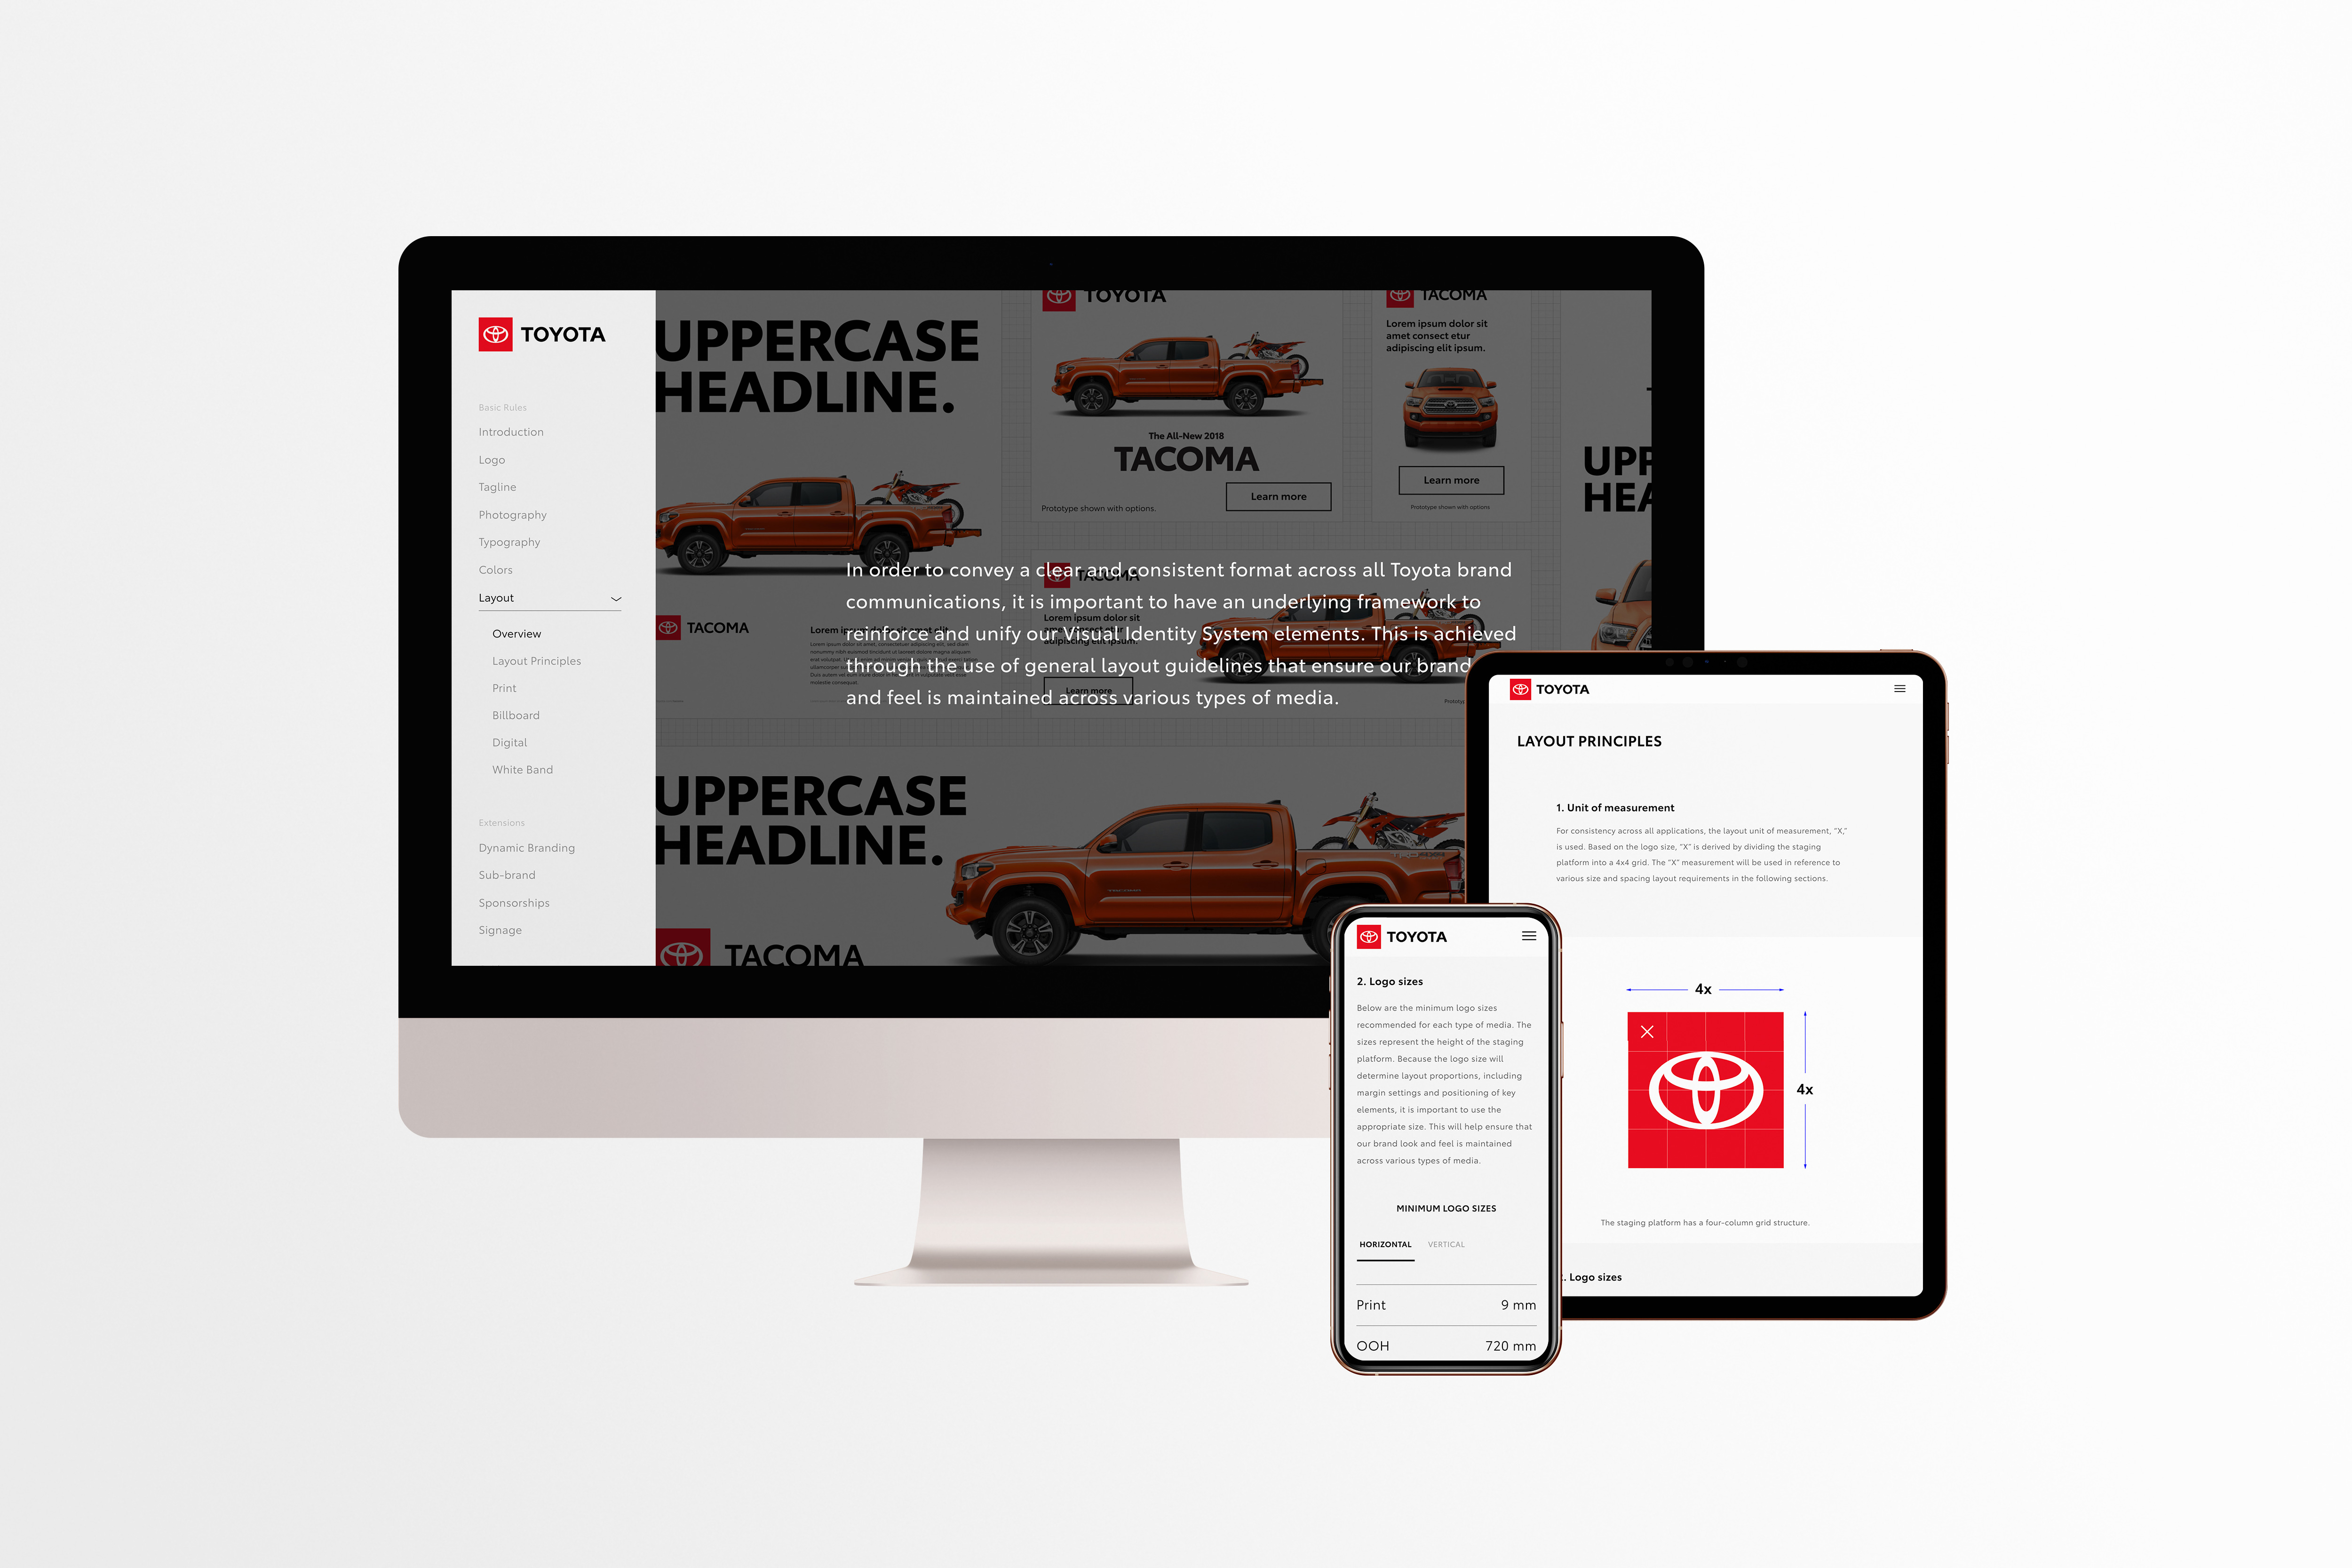 TOYOTA
Basic Rules
Introduction
Logo
Tagline
Photography
Typography
Colors
Layout
Overview
Layout Principles
Print
Billboard
Digital
White Band
Extensions
Dynamic Branding
Sub-brand
Sponsorships
Signage
UPPERCASE
HEADLINE.
TOYOTA
The All-New 2018
TACOMA
Learn more
Prototype shown with options.
TACOMA
Lorem ipsum dolor sit
amet consect etur
adipiscing elit ipsum.
Learn more
Prototype shown with options
UPP
HEA
TACOMA
Lorem ipsum dolor sit amet elit
TACOMA
Lorem ipsum dolor sit
Learn more
In order to convey a clear and consistent format across all Toyota brand
communications, it is important to have an underlying framework to
reinforce and unify our Visual Identity System elements. This is achieved
through the use of general layout guidelines that ensure our brand
and feel is maintained across various types of media.
UPPERCASE
HEADLINE.
TACOMA
TOYOTA
LAYOUT PRINCIPLES
1. Unit of measurement
For consistency across all applications, the layout unit of measurement, "X,"
is used. Based on the logo size, "X" is derived by dividing the staging
platform into a 4x4 grid. The "X" measurement will be used in reference to
various size and spacing layout requirements in the following sections.
4x
4x
The staging platform has a four-column grid structure.
. Logo sizes
TOYOTA
2. Logo sizes
Below are the minimum logo sizes
recommended for each type of media. The
sizes represent the height of the staging
platform. Because the logo size will
determine layout proportions, including
margin settings and positioning of key
elements, it is important to use the
appropriate size. This will help ensure that
our brand look and feel is maintained
across various types of media.
MINIMUM LOGO SIZES
HORIZONTAL VERTICAL
Print 9 mm
OOH 720 mm